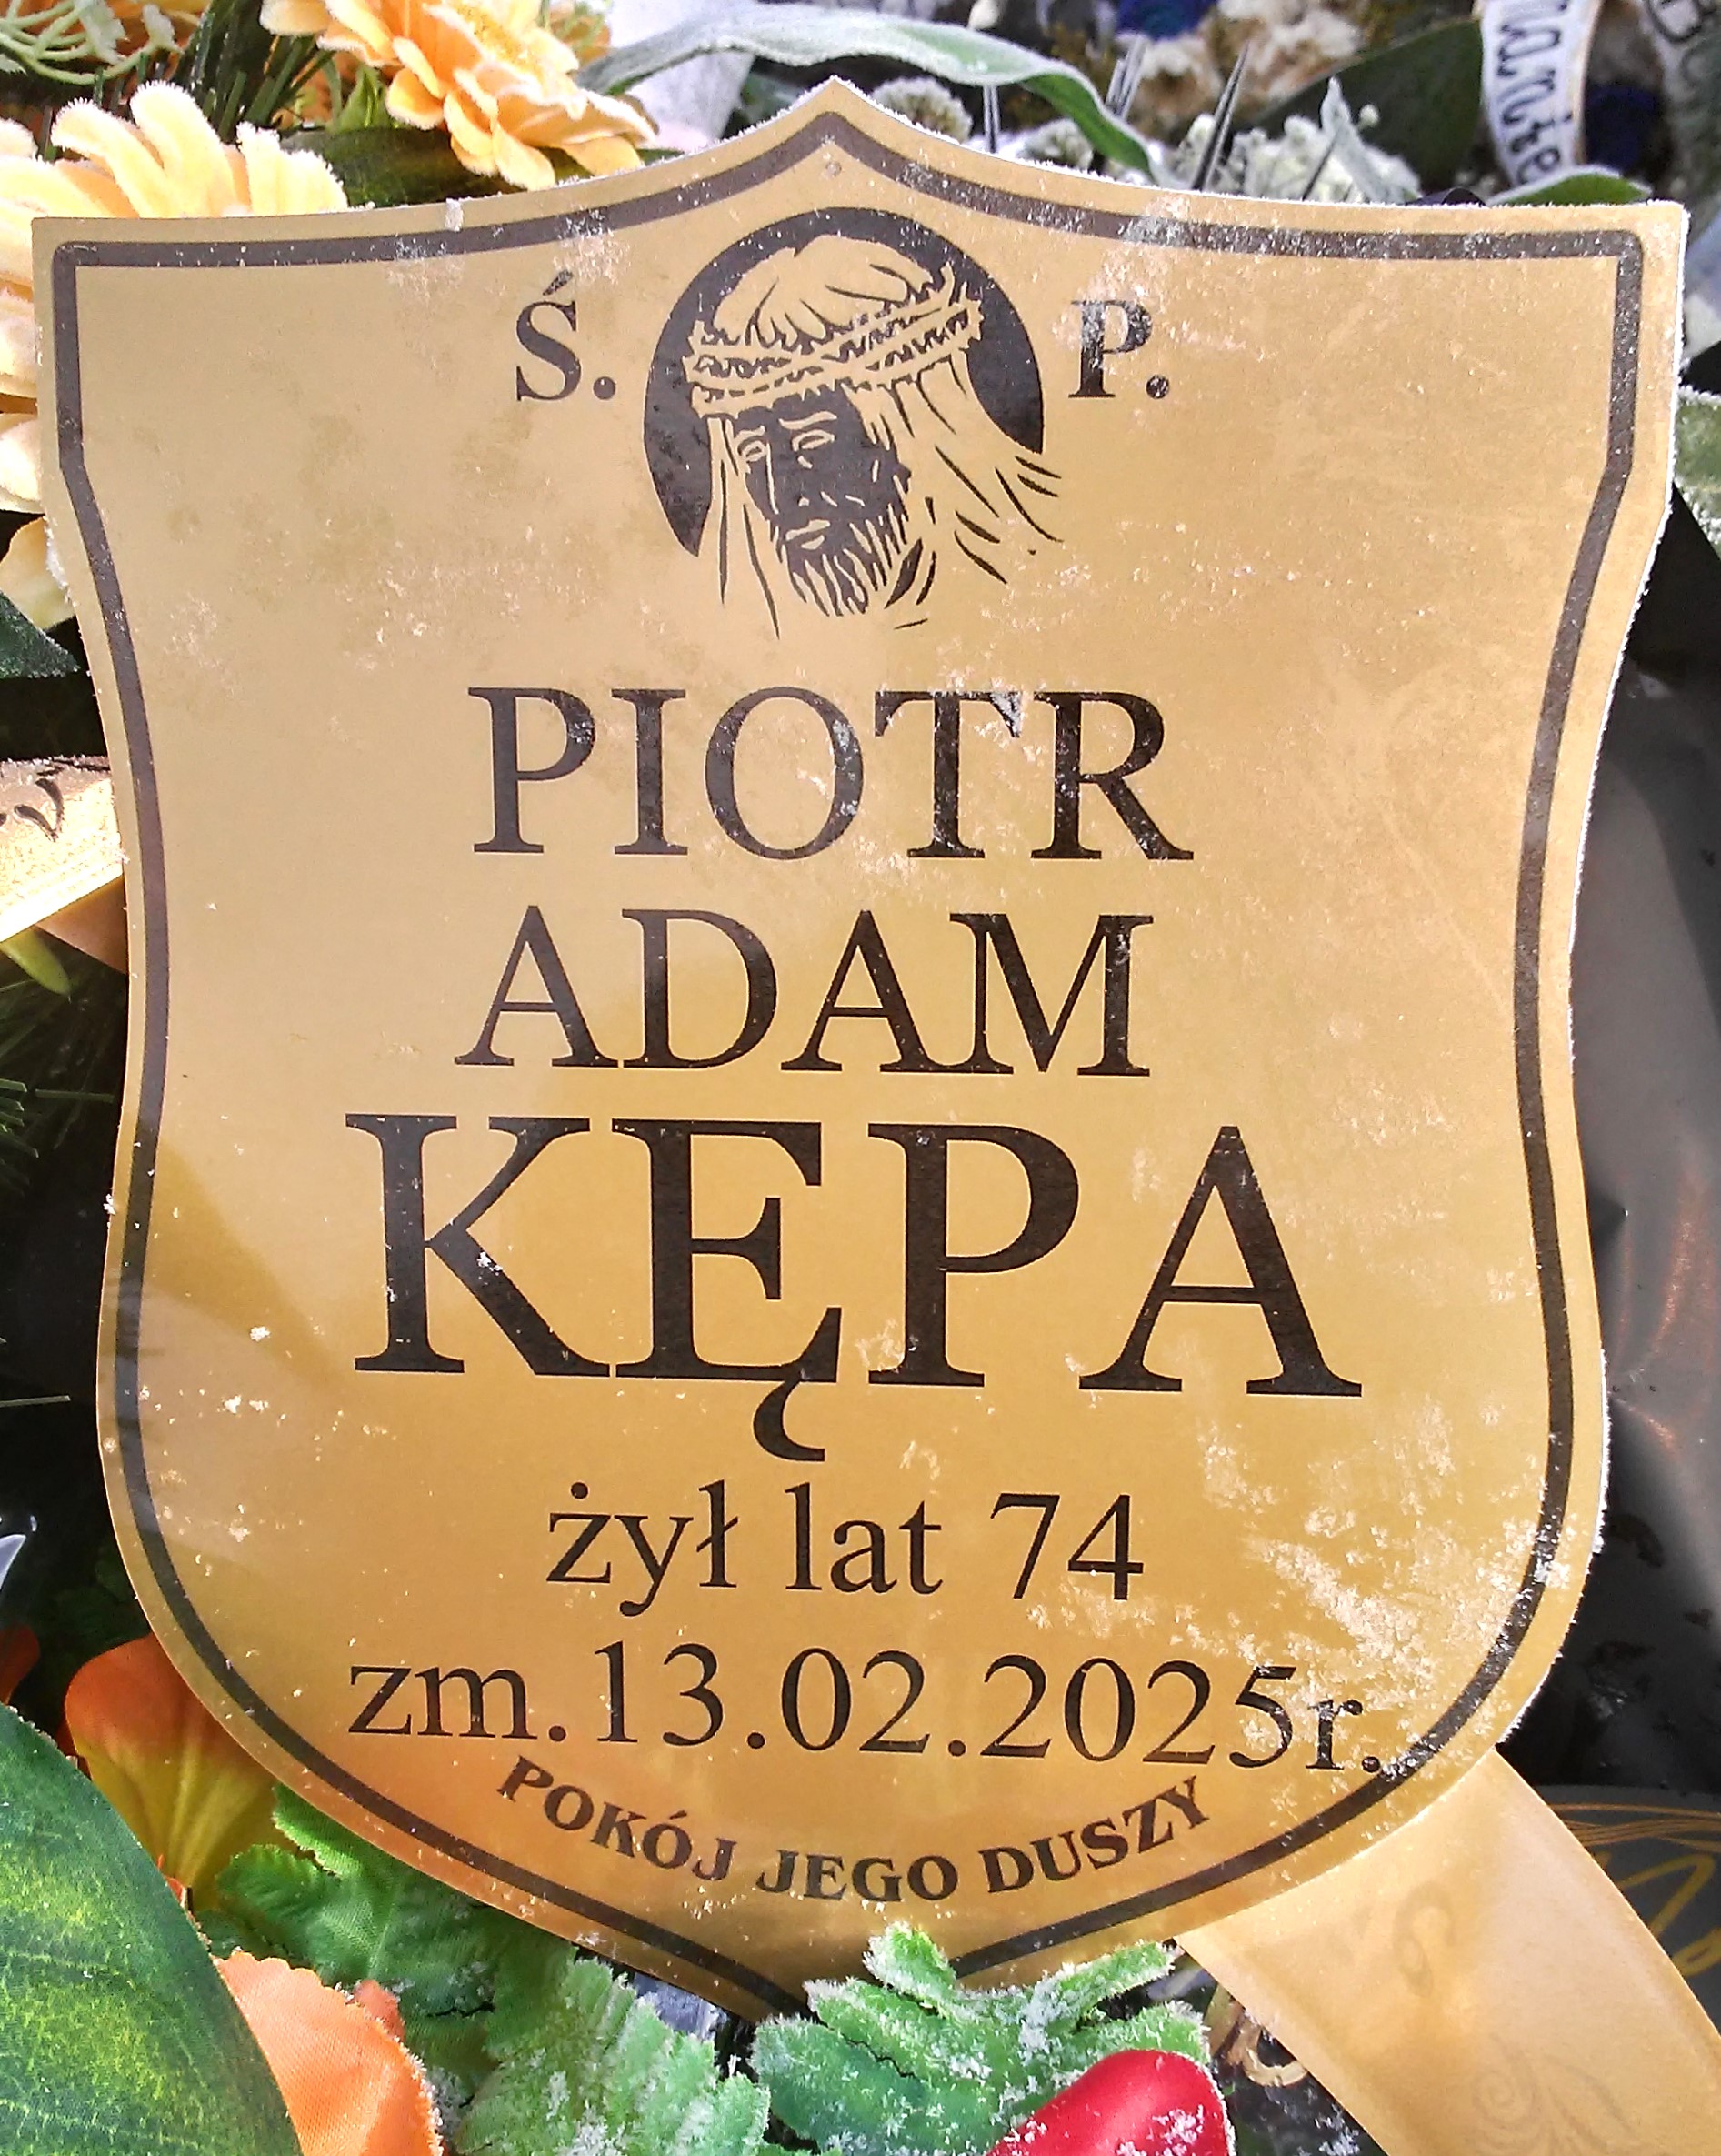 Ś. P.
PIOTR
ADAM
KĘPA
żył lat 74
zm.13.02.2025r.
POKÓJ JEGO DUSZY